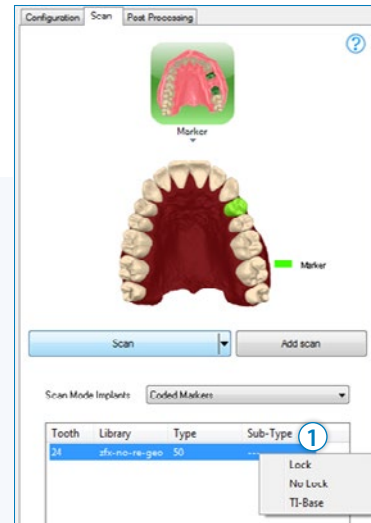 Configuration Scan Post Processing
?
Marker
Marker
Scan Add scan
Scan Mode Implants Coded Markers
Tooth Library Type Sub-Type 1
24 zfx-no-re-geo 50 ---
Lock
No Lock
TI-Base